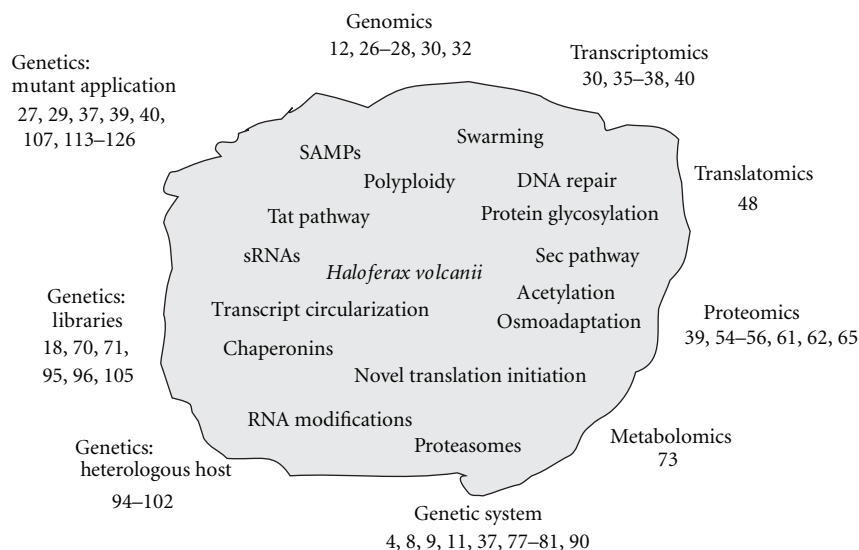 Genomics
12, 26–28, 30, 32
Transcriptomics
30, 35–38, 40
Genetics:
mutant application
27, 29, 37, 39, 40,
107, 113–126
Swarming
SAMPs
Polyploidy
DNA repair
Translatomics
48
Tat pathway
Protein glycosylation
sRNAs
Haloferax volcanii
Sec pathway
Acetylation
Genetics:
libraries
18, 70, 71,
95, 96, 105
Transcript circularization
Osmoadaptation
Proteomics
39, 54–56, 61, 62, 65
Chaperonins
Novel translation initiation
RNA modifications
Proteasomes
Metabolomics
73
Genetics:
heterologous host
94–102
Genetic system
4, 8, 9, 11, 37, 77–81, 90